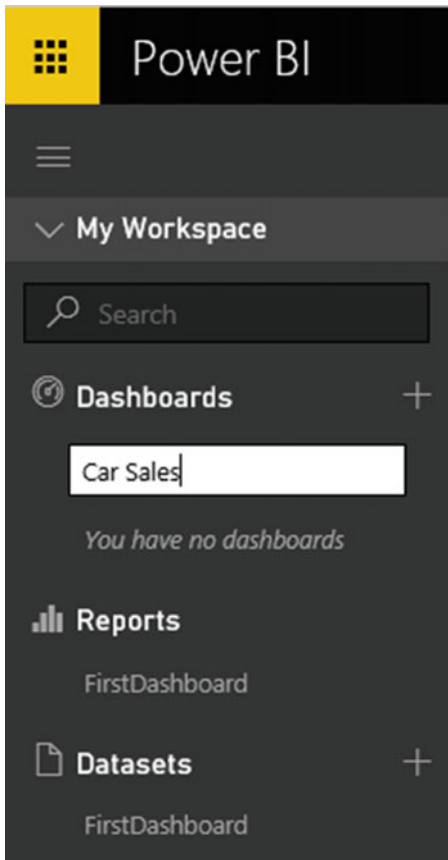 Power BI
My Workspace
Search
Dashboards
Car Sales
You have no dashboards
Reports
FirstDashboard
Datasets
FirstDashboard